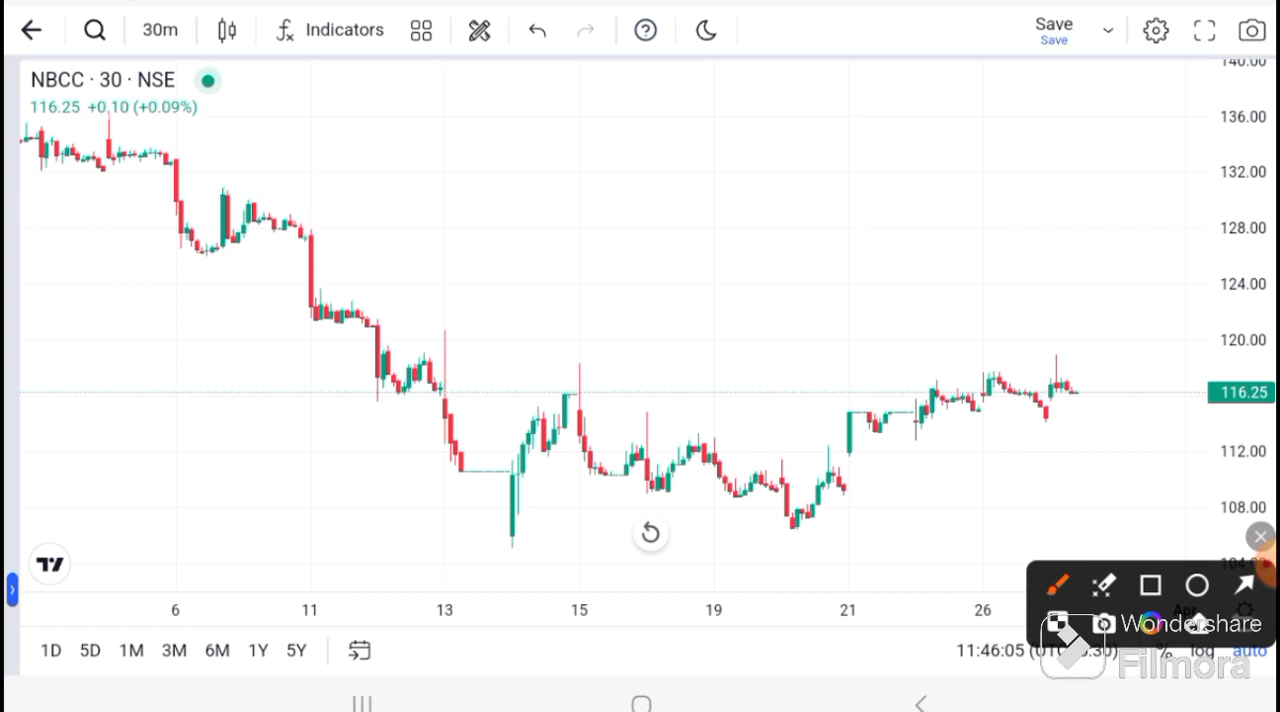 30m
Indicators
Save
Save
NBCC · 30 · NSE
116.25 +0.10 (+0.09%)
140.00
136.00
132.00
128.00
124.00
120.00
116.25
112.00
108.00
6 11 13 15 19 21 26 Apr
Wondershare
Filmora
1D 5D 1M 3M 6M 1Y 5Y
11:46:05 % log auto